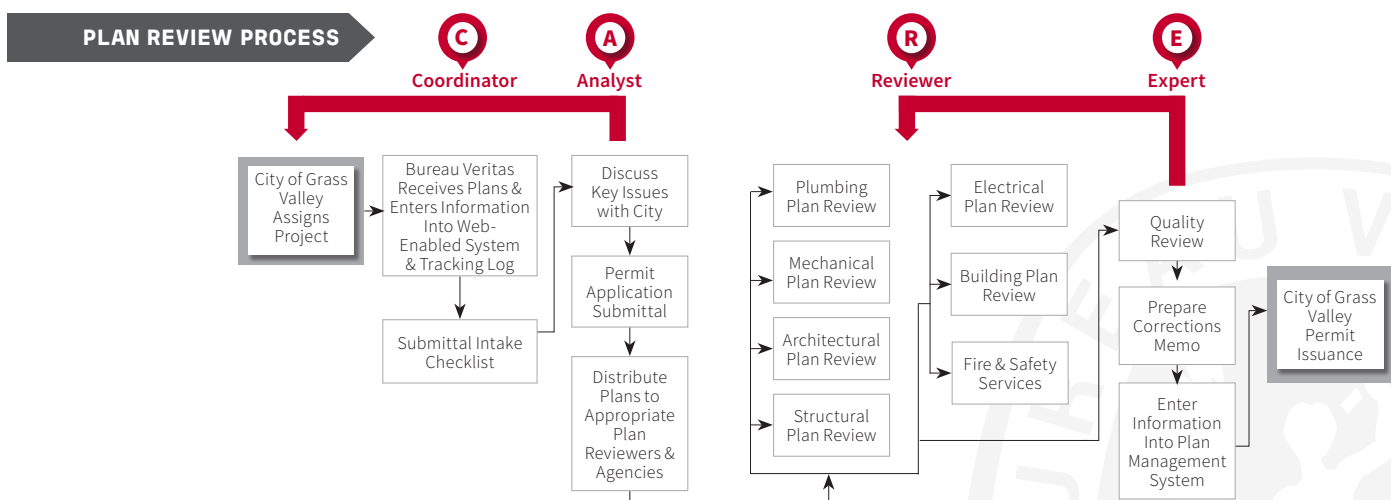 PLAN REVIEW PROCESS
C
Coordinator
A
Analyst
R
Reviewer
E
Expert
City of Grass
Valley
Assigns
Project
Bureau Veritas
Receives Plans &
Enters Information
Into Web-
Enabled System
& Tracking Log
Submittal Intake
Checklist
Discuss
Key Issues
with City
Permit
Application
Submittal
Distribute
Plans to
Appropriate
Plan
Reviewers &
Agencies
Plumbing
Plan Review
Mechanical
Plan Review
Architectural
Plan Review
Structural
Plan Review
Electrical
Plan Review
Building Plan
Review
Fire & Safety
Services
Quality
Review
Prepare
Corrections
Memo
Enter
Information
Into Plan
Management
System
City of Grass
Valley
Permit
Issuance
UREAU V